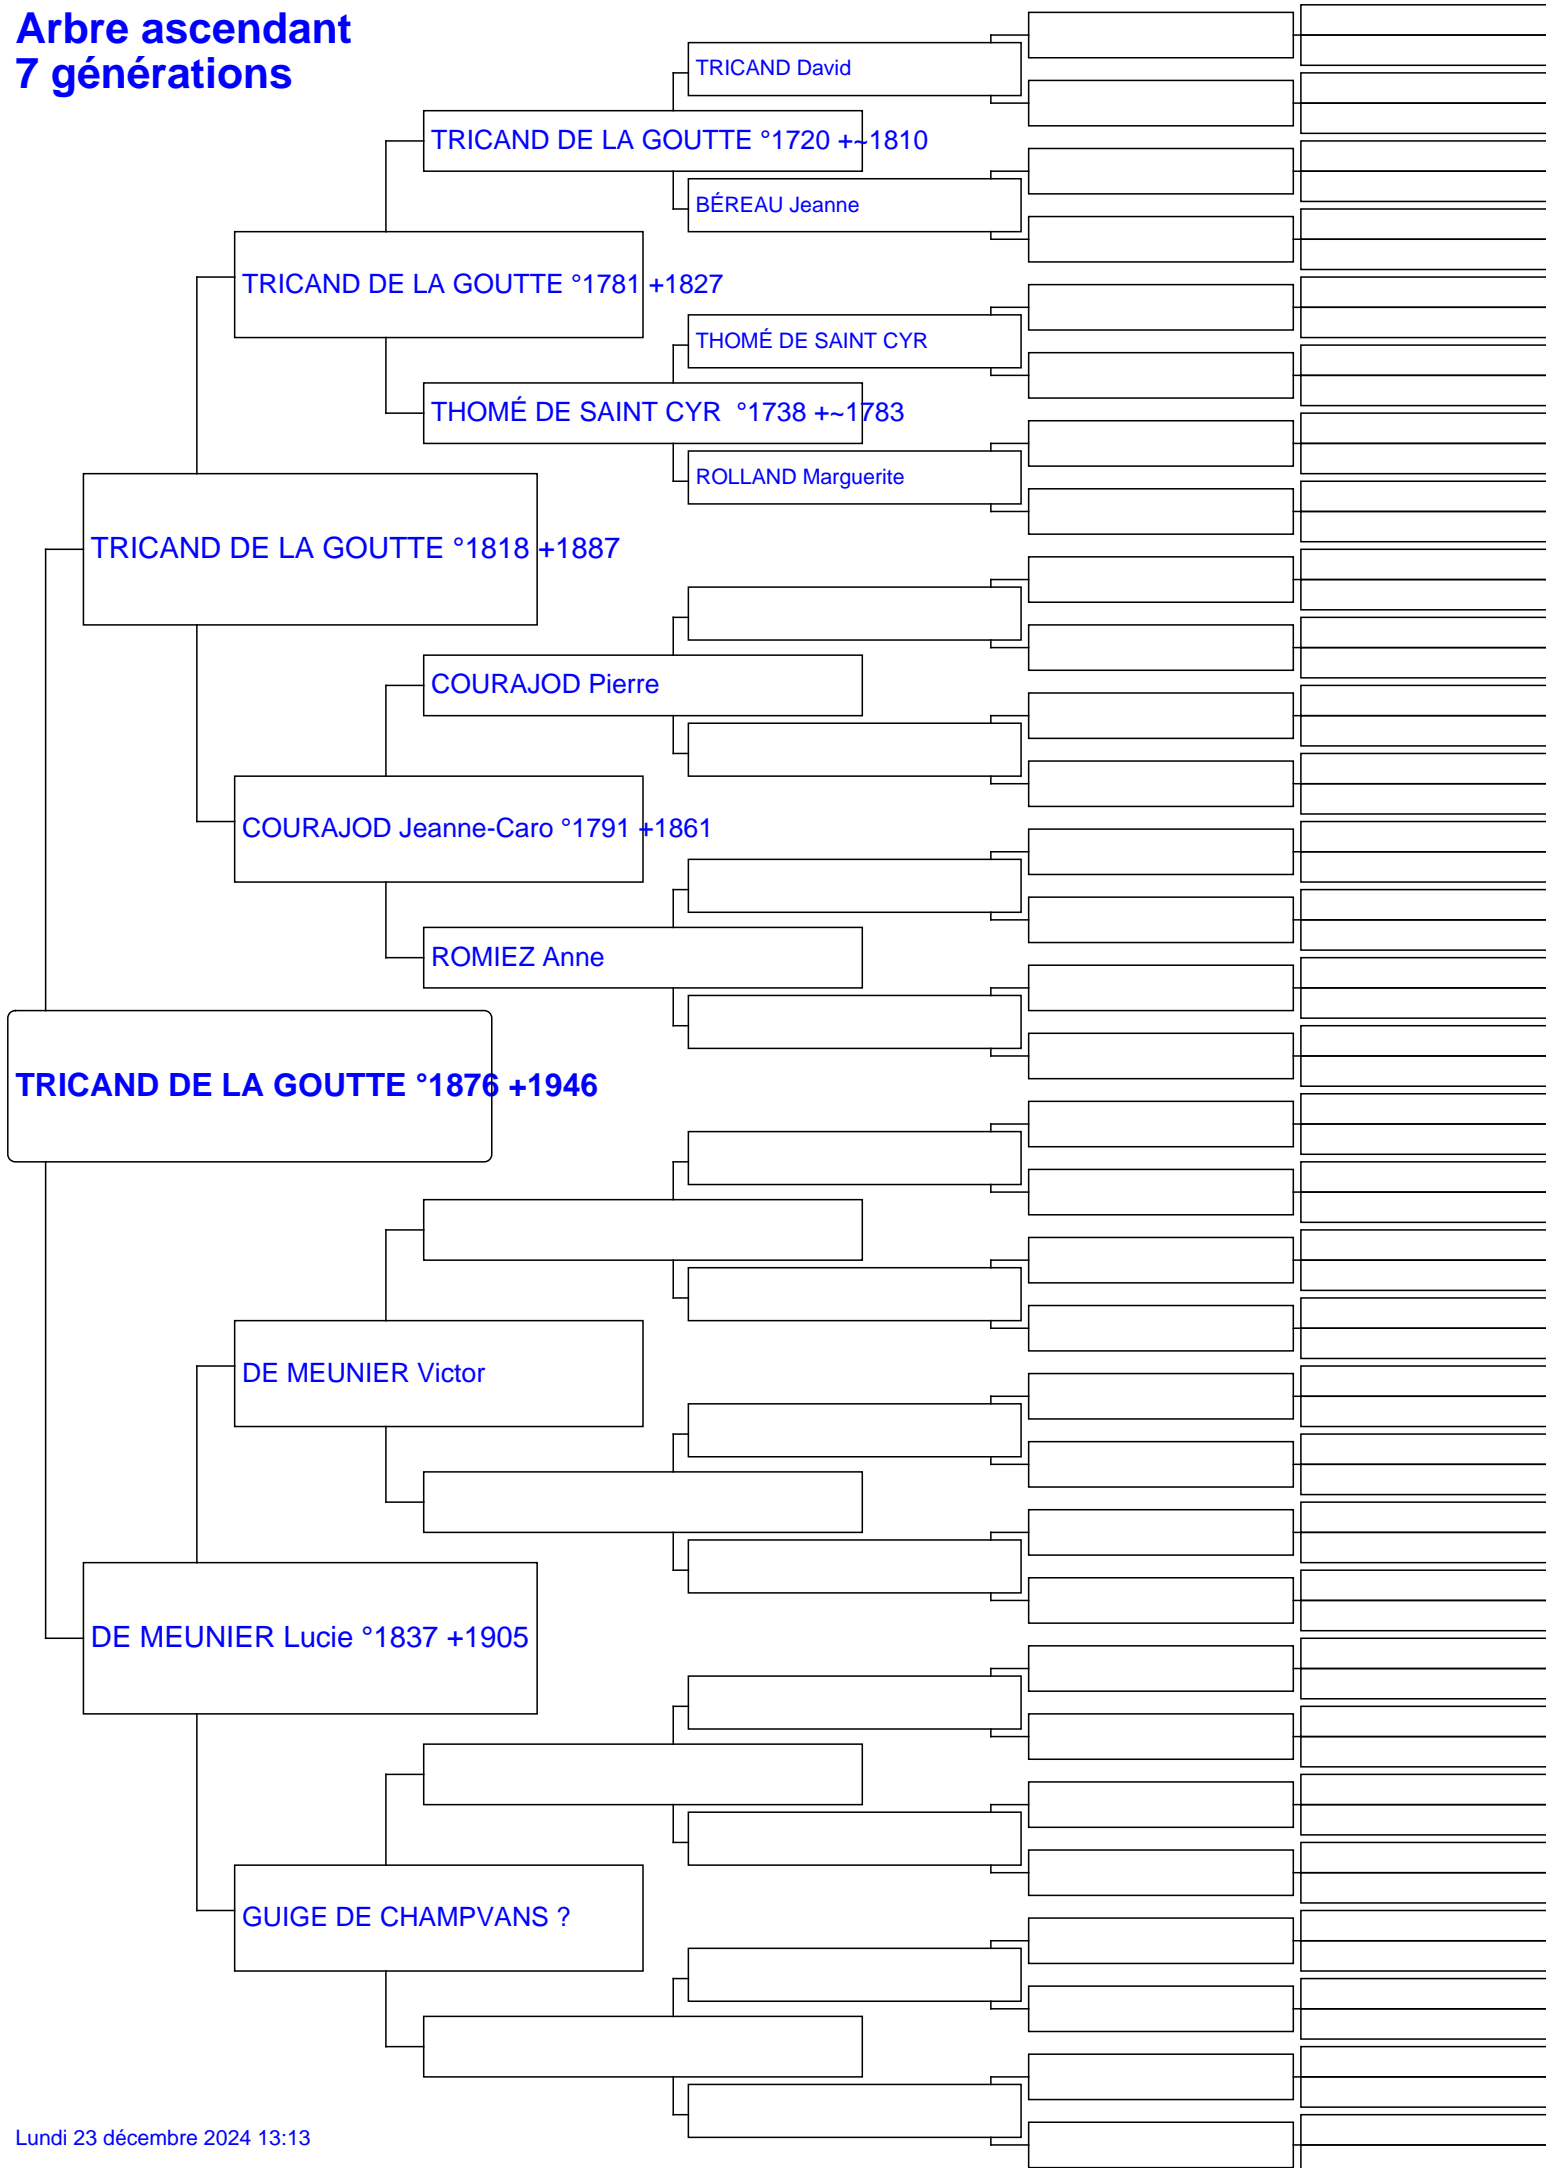 Arbre ascendant
7 générations
TRICAND David
TRICAND DE LA GOUTTE °1720 +~1810
BÉREAU Jeanne
TRICAND DE LA GOUTTE °1781 +1827
THOMÉ DE SAINT CYR
THOMÉ DE SAINT CYR °1738 +~1783
ROLLAND Marguerite
TRICAND DE LA GOUTTE °1818 +1887
COURAJOD Pierre
COURAJOD Jeanne-Caro °1791 +1861
ROMIEZ Anne
TRICAND DE LA GOUTTE °1876 +1946
DE MEUNIER Victor
DE MEUNIER Lucie °1837 +1905
GUIGE DE CHAMPVANS ?
Lundi 23 décembre 2024 13:13